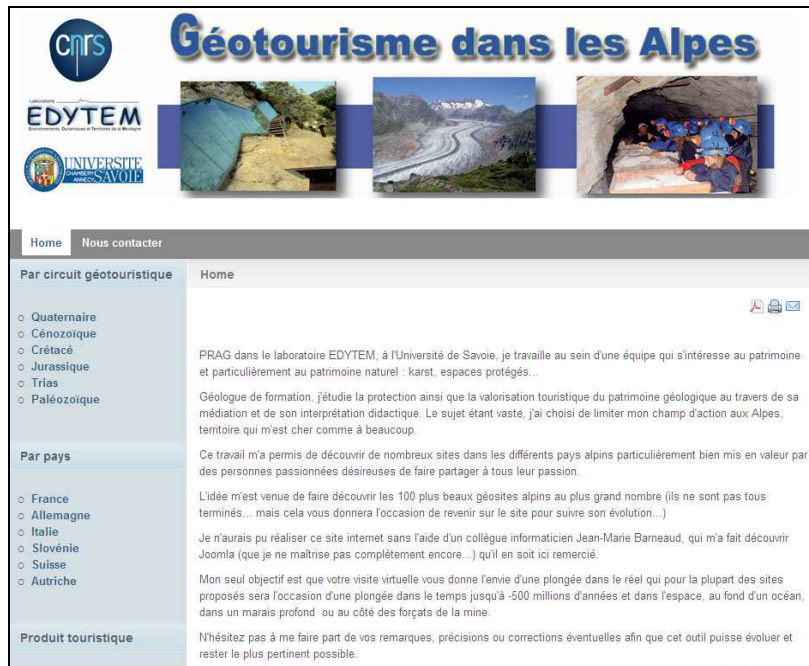 cnrs
Géotourisme dans les Alpes
Laboratoire
EDYTEM
Environnements, Dynamiques et Territoires de la Montagne
UNIVERSITE
CHAMBERY
ANNECY
SAVOIE
Home Nous contacter
Par circuit géotouristique
Quaternaire
Cénozoïque
Crétacé
Jurassique
Trias
Paléozoïque
Par pays
France
Allemagne
Italie
Slovénie
Suisse
Autriche
Produit touristique
Home
PRAG dans le laboratoire EDYTEM, à l'Université de Savoie, je travaille au sein d'une équipe qui s'intéresse au patrimoine
et particulièrement au patrimoine naturel : karst, espaces protégés...
Géologue de formation, j'étudie la protection ainsi que la valorisation touristique du patrimoine géologique au travers de sa
médiation et de son interprétation didactique. Le sujet étant vaste, j'ai choisi de limiter mon champ d'action aux Alpes,
territoire qui m'est cher comme à beaucoup.
Ce travail m'a permis de découvrir de nombreux sites dans les différents pays alpins particulièrement bien mis en valeur par
des personnes passionnées désireuses de faire partager à tous leur passion.
L'idée m'est venue de faire découvrir les 100 plus beaux géosites alpins au plus grand nombre (ils ne sont pas tous
terminés... mais cela vous donnera l'occasion de revenir sur le site pour suivre son évolution...)
Je n'aurais pu réaliser ce site internet sans l'aide d'un collègue informaticien Jean-Marie Barneaud, qui m'a fait découvrir
Joomla (que je ne maîtrise pas complètement encore...) qu'il en soit ici remercié.
Mon seul objectif est que votre visite virtuelle vous donne l'envie d'une plongée dans le réel qui pour la plupart des sites
proposés sera l'occasion d'une plongée dans le temps jusqu'à -500 millions d'années et dans l'espace, au fond d'un océan,
dans un marais profond ou au côté des forçats de la mine.
N'hésitez pas à me faire part de vos remarques, précisions ou corrections éventuelles afin que cet outil puisse évoluer et
rester le plus pertinent possible.